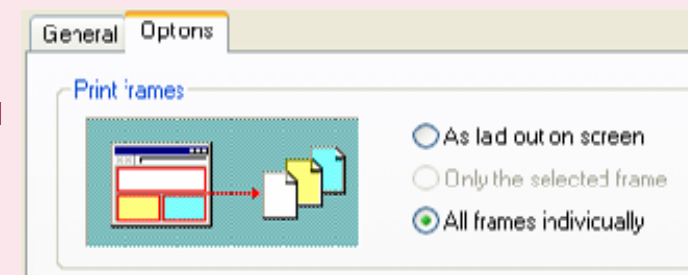 General Options
Print frames
As laid out on screen
Only the selected frame
All frames individually